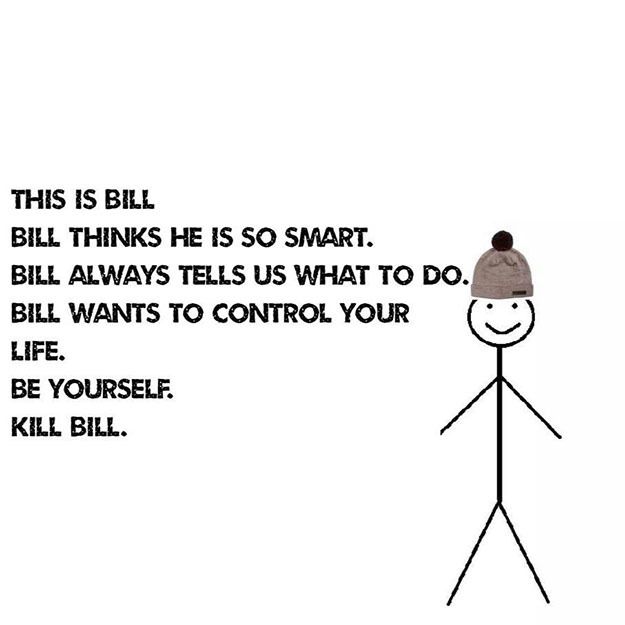 THIS IS BILL
BILL THINKS HE IS SO SMART.
BILL ALWAYS TELLS US WHAT TO DO.
BILL WANTS TO CONTROL YOUR
LIFE.
BE YOURSELF.
KILL BILL.